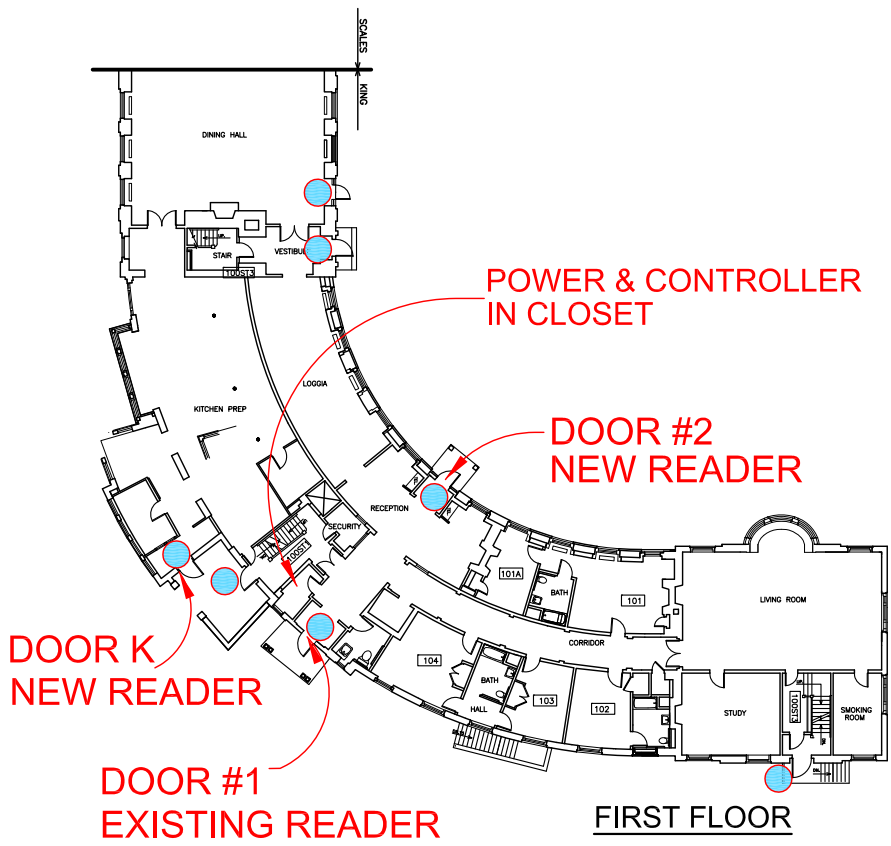 SCALES
KING
DINING HALL
UP
STAIR
VESTIBUL
100ST3
POWER & CONTROLLER
IN CLOSET
LOGGIA
KITCHEN PREP
DOOR #2
NEW READER
RECEPTION
SECURITY
100ST1
101A
BATH
101
LIVING ROOM
DOOR K
NEW READER
CORRIDOR
104
BATH
HALL
103
102
STUDY
100ST3
SMOKING
ROOM
DOOR #1
EXISTING READER
FIRST FLOOR